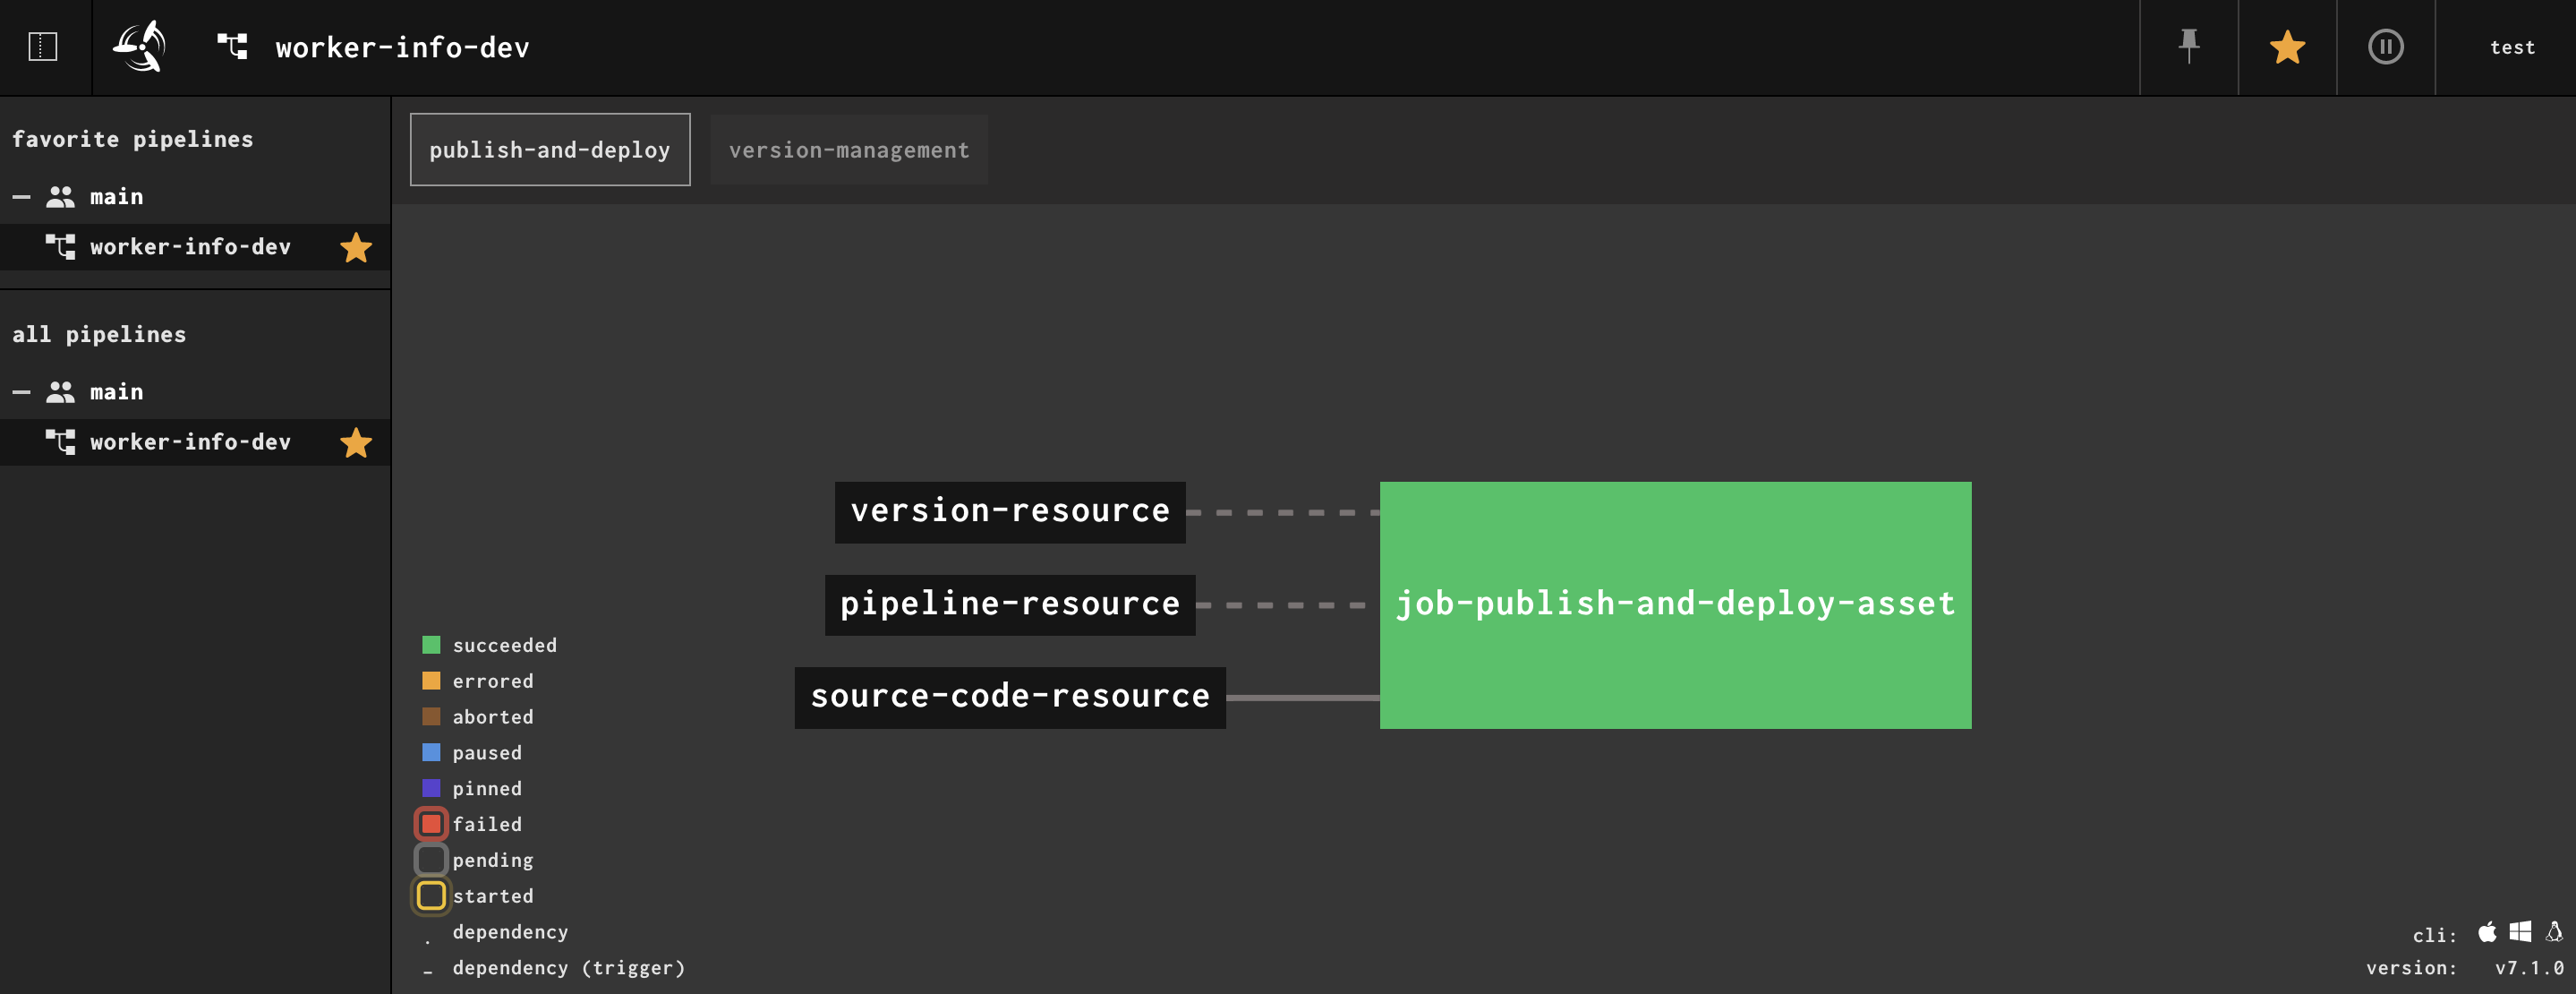 worker-info-dev
test
favorite pipelines
main
worker-info-dev
all pipelines
main
worker-info-dev
publish-and-deploy
version-management
version-resource
pipeline-resource
source-code-resource
job-publish-and-deploy-asset
succeeded
errored
aborted
paused
pinned
failed
pending
started
. dependency
- dependency (trigger)
cli:
version: v7.1.0